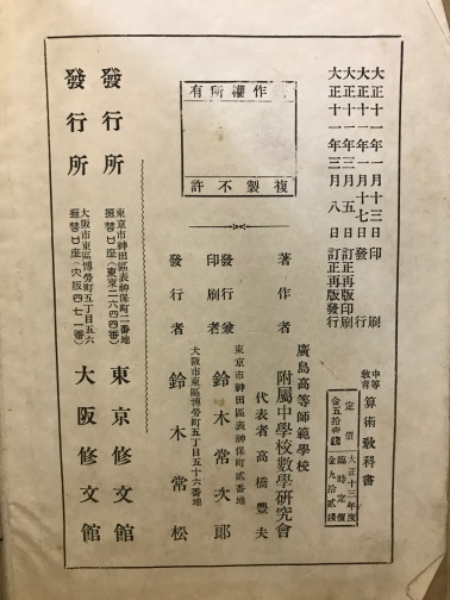 大正十一年一月十三日印刷
大正十一年一月十七日發行
大正十一年三月五日訂正再版印刷
大正十一年三月八日訂正再版發行
中等教育
算術教科書
定價
金五拾壹錢
大正十三年度
臨時定價
金九拾貳錢
作權所有
複製不許
著作者
廣島高等師範學校
附屬中學校數學研究會
代表者 高橋豊夫
發行兼
印刷者
東京市神田區表神保町貳番地
鈴木常次郎
大阪市東區博勞町五丁目五十六番地
發行者 鈴木常松
發行所
東京市神田區表神保町二番地
振替口座(東京二六四四番)
東京修文館
發行所
大阪市東區博勞町五丁目五六
振替口座(大阪四七一番)
大阪修文館